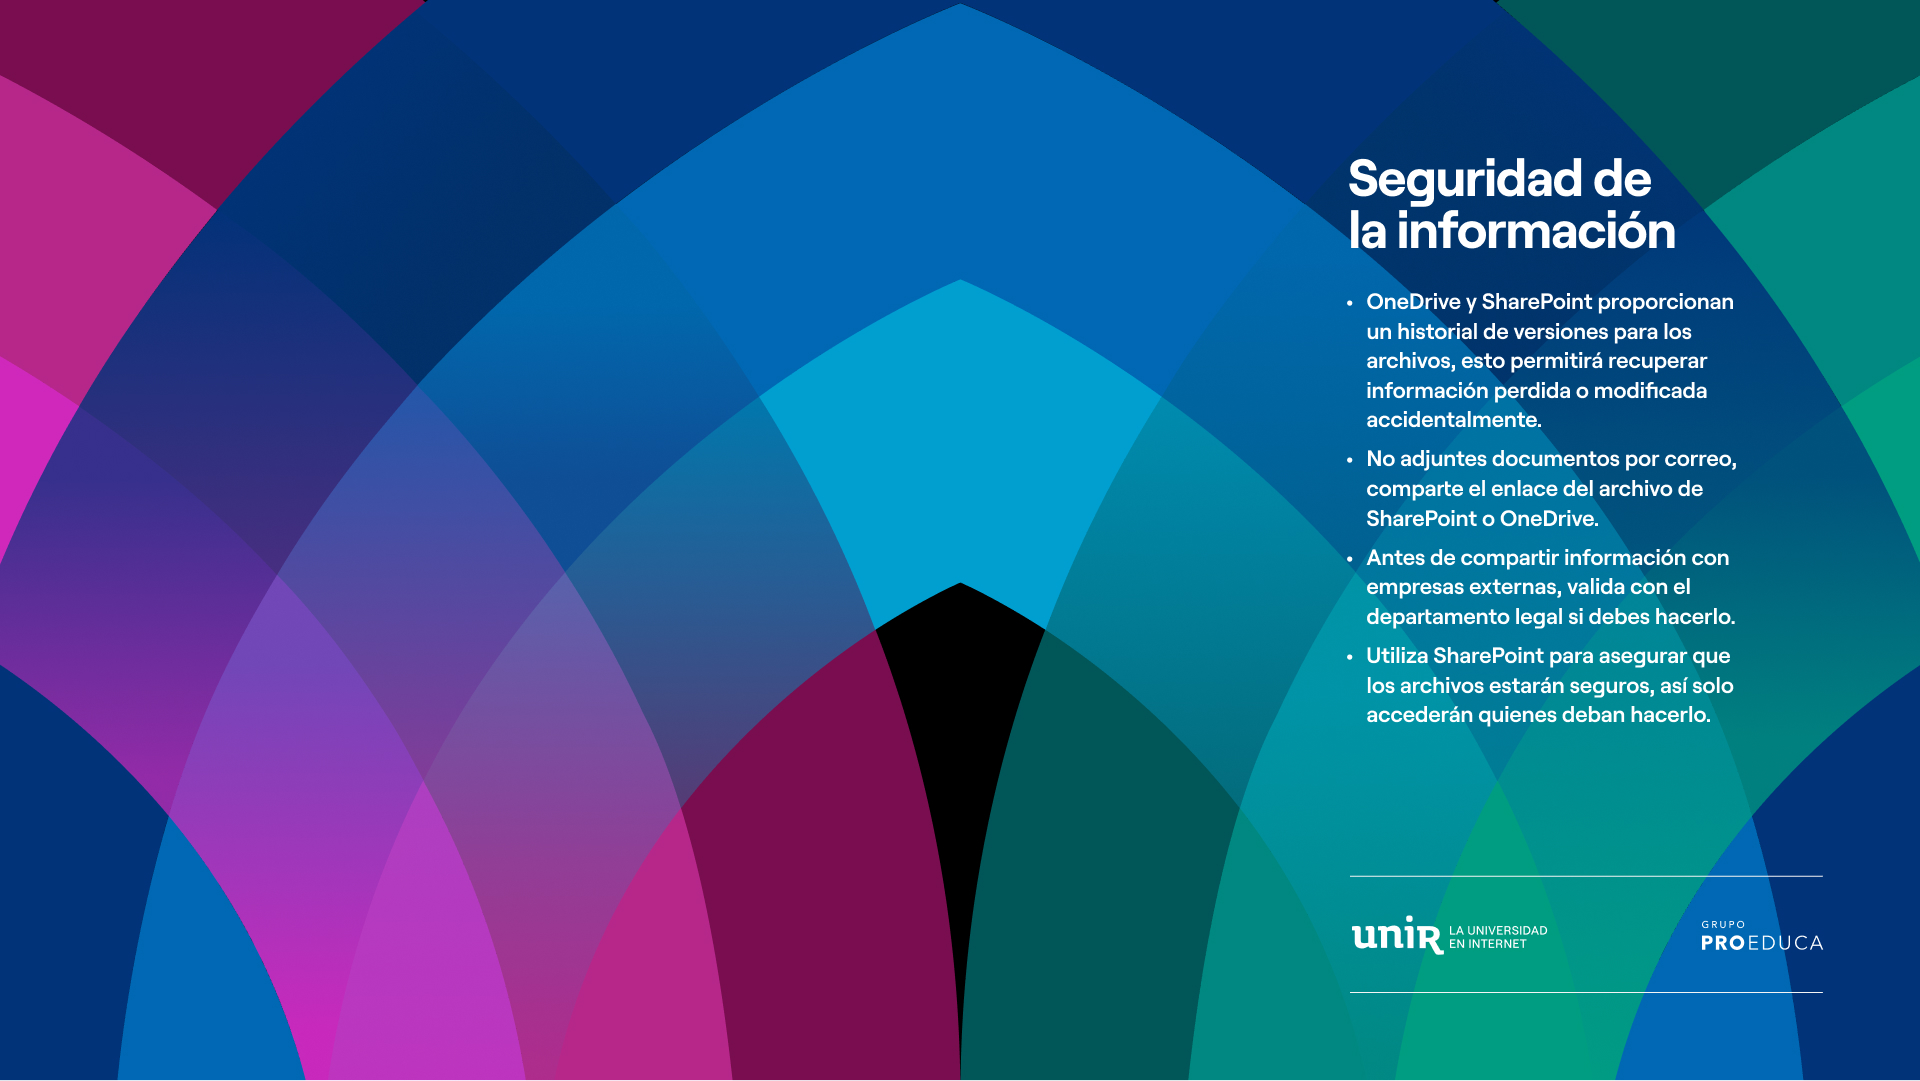 Seguridad de
la información
• OneDrive y SharePoint proporcionan
un historial de versiones para los
archivos, esto permitirá recuperar
información perdida o modificada
accidentalmente.
• No adjuntes documentos por correo,
comparte el enlace del archivo de
SharePoint o OneDrive.
• Antes de compartir información con
empresas externas, valida con el
departamento legal si debes hacerlo.
• Utiliza SharePoint para asegurar que
los archivos estarán seguros, así solo
accederán quienes deban hacerlo.
unir LA UNIVERSIDAD
EN INTERNET
GRUPO
PROEDUCA